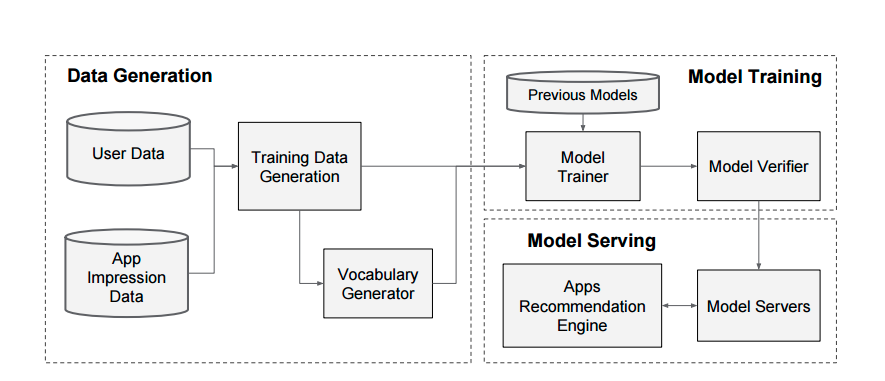 Data Generation
User Data
App
Impression
Data
Training Data
Generation
Vocabulary
Generator
Model Training
Previous Models
Model
Trainer
Model Verifier
Model Serving
Apps
Recommendation
Engine
Model Servers